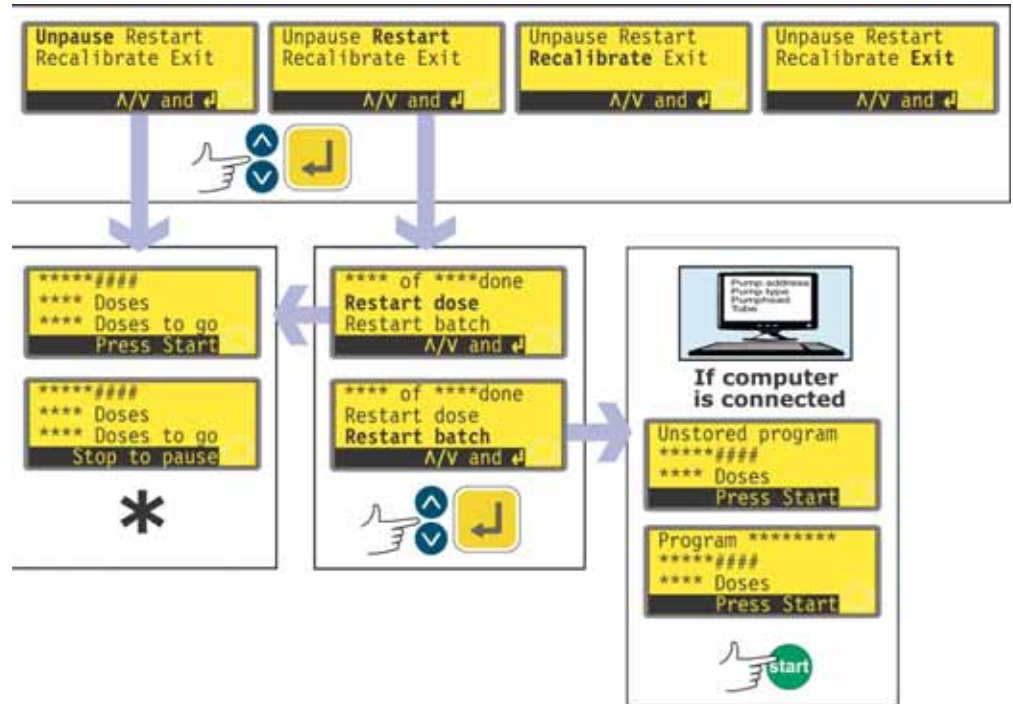 Unpause Restart
Recalibrate Exit
∧/∨ and ↵
Unpause Restart
Recalibrate Exit
∧/∨ and ↵
Unpause Restart
Recalibrate Exit
∧/∨ and ↵
Unpause Restart
Recalibrate Exit
∧/∨ and ↵
*****####
**** Doses
**** Doses to go
Press Start
*****####
**** Doses
**** Doses to go
Stop to pause
*
**** of ****done
Restart dose
Restart batch
∧/∨ and ↵
**** of ****done
Restart dose
Restart batch
∧/∨ and ↵
Pump address
Pump type
Pumphead
Tube
If computer
is connected
Unstored program
*****####
**** Doses
Press Start
Program ********
*****####
**** Doses
Press Start
start